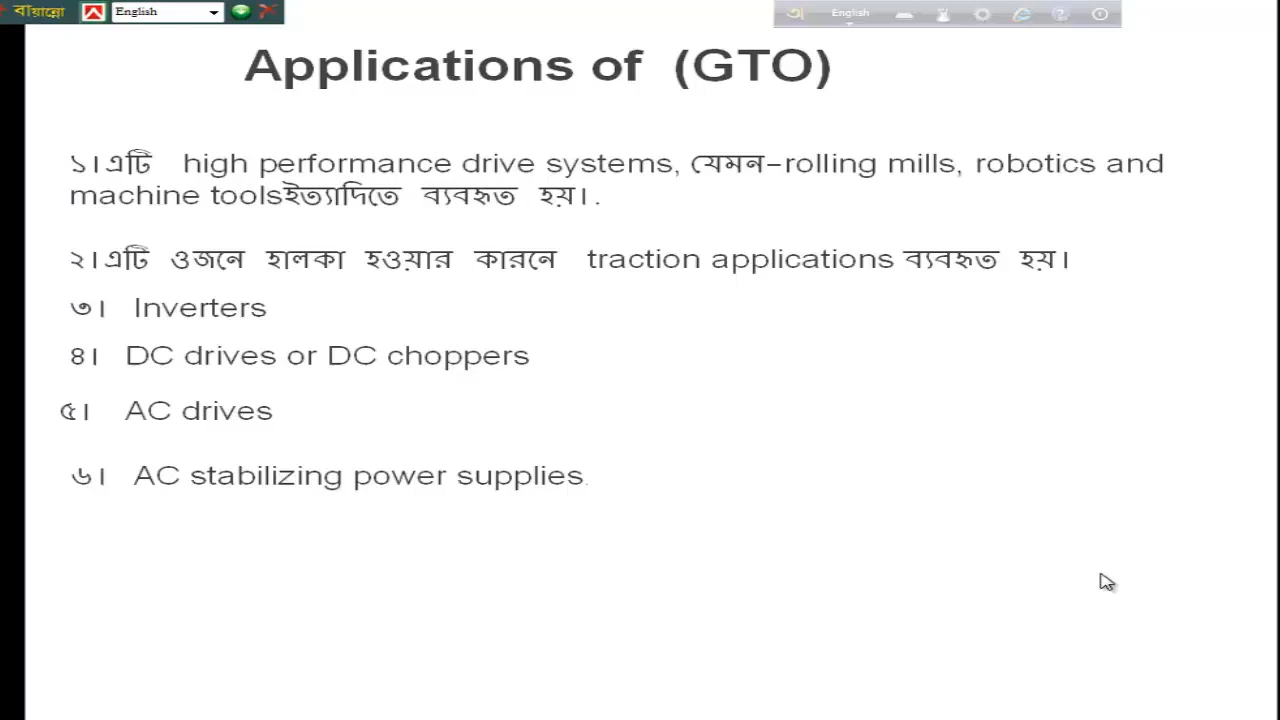 বায়ান্নো English অ English
Applications of (GTO)
১।এটি high performance drive systems, যেমন–rolling mills, robotics and
machine toolsইত্যাদিতে ব্যবহৃত হয়।.
২।এটি ওজনে হালকা হওয়ার কারনে traction applications ব্যবহৃত হয়।
৩। Inverters
৪। DC drives or DC choppers
৫। AC drives
৬। AC stabilizing power supplies.